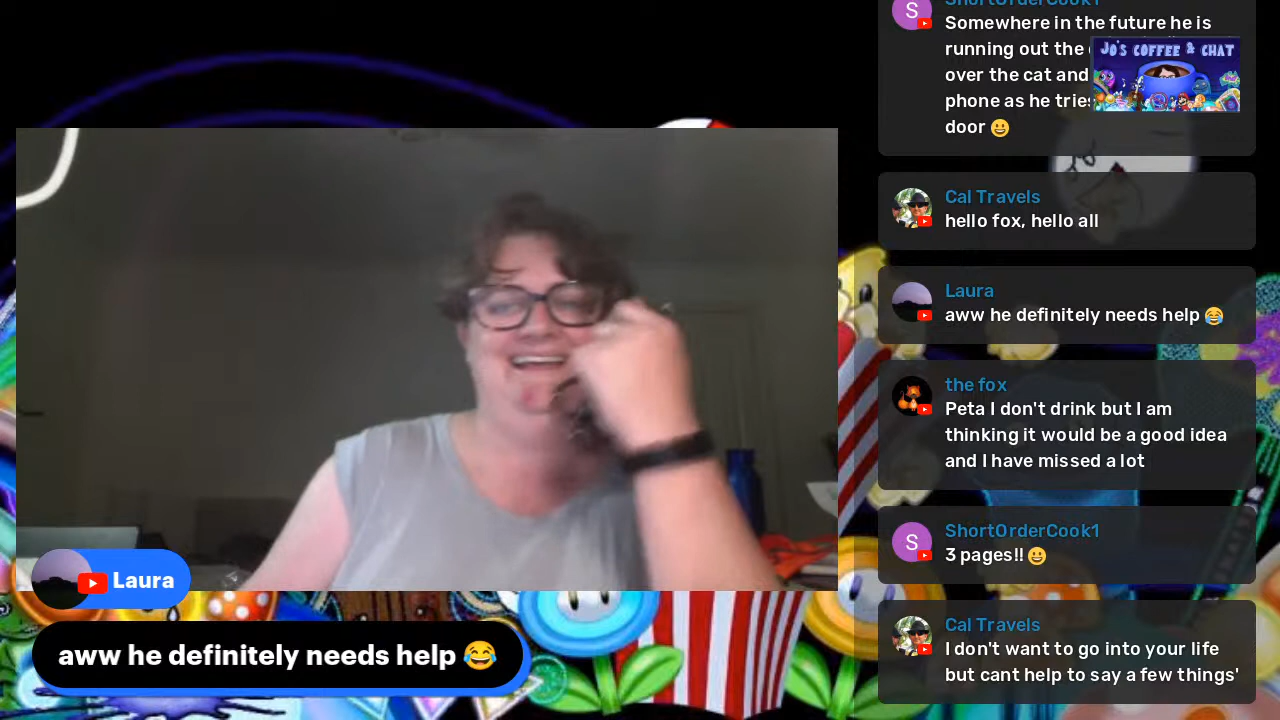 ShortOrderCook1
Somewhere in the future he is
running out the
over the cat and
phone as he tries
door 😀
JO'S COFFEE & CHAT
Cal Travels
hello fox, hello all
Laura
aww he definitely needs help 😂
the fox
Peta I don't drink but I am
thinking it would be a good idea
and I have missed a lot
S
ShortOrderCook1
3 pages!! 😀
Cal Travels
I don't want to go into your life
but cant help to say a few things'
Laura
aww he definitely needs help 😂